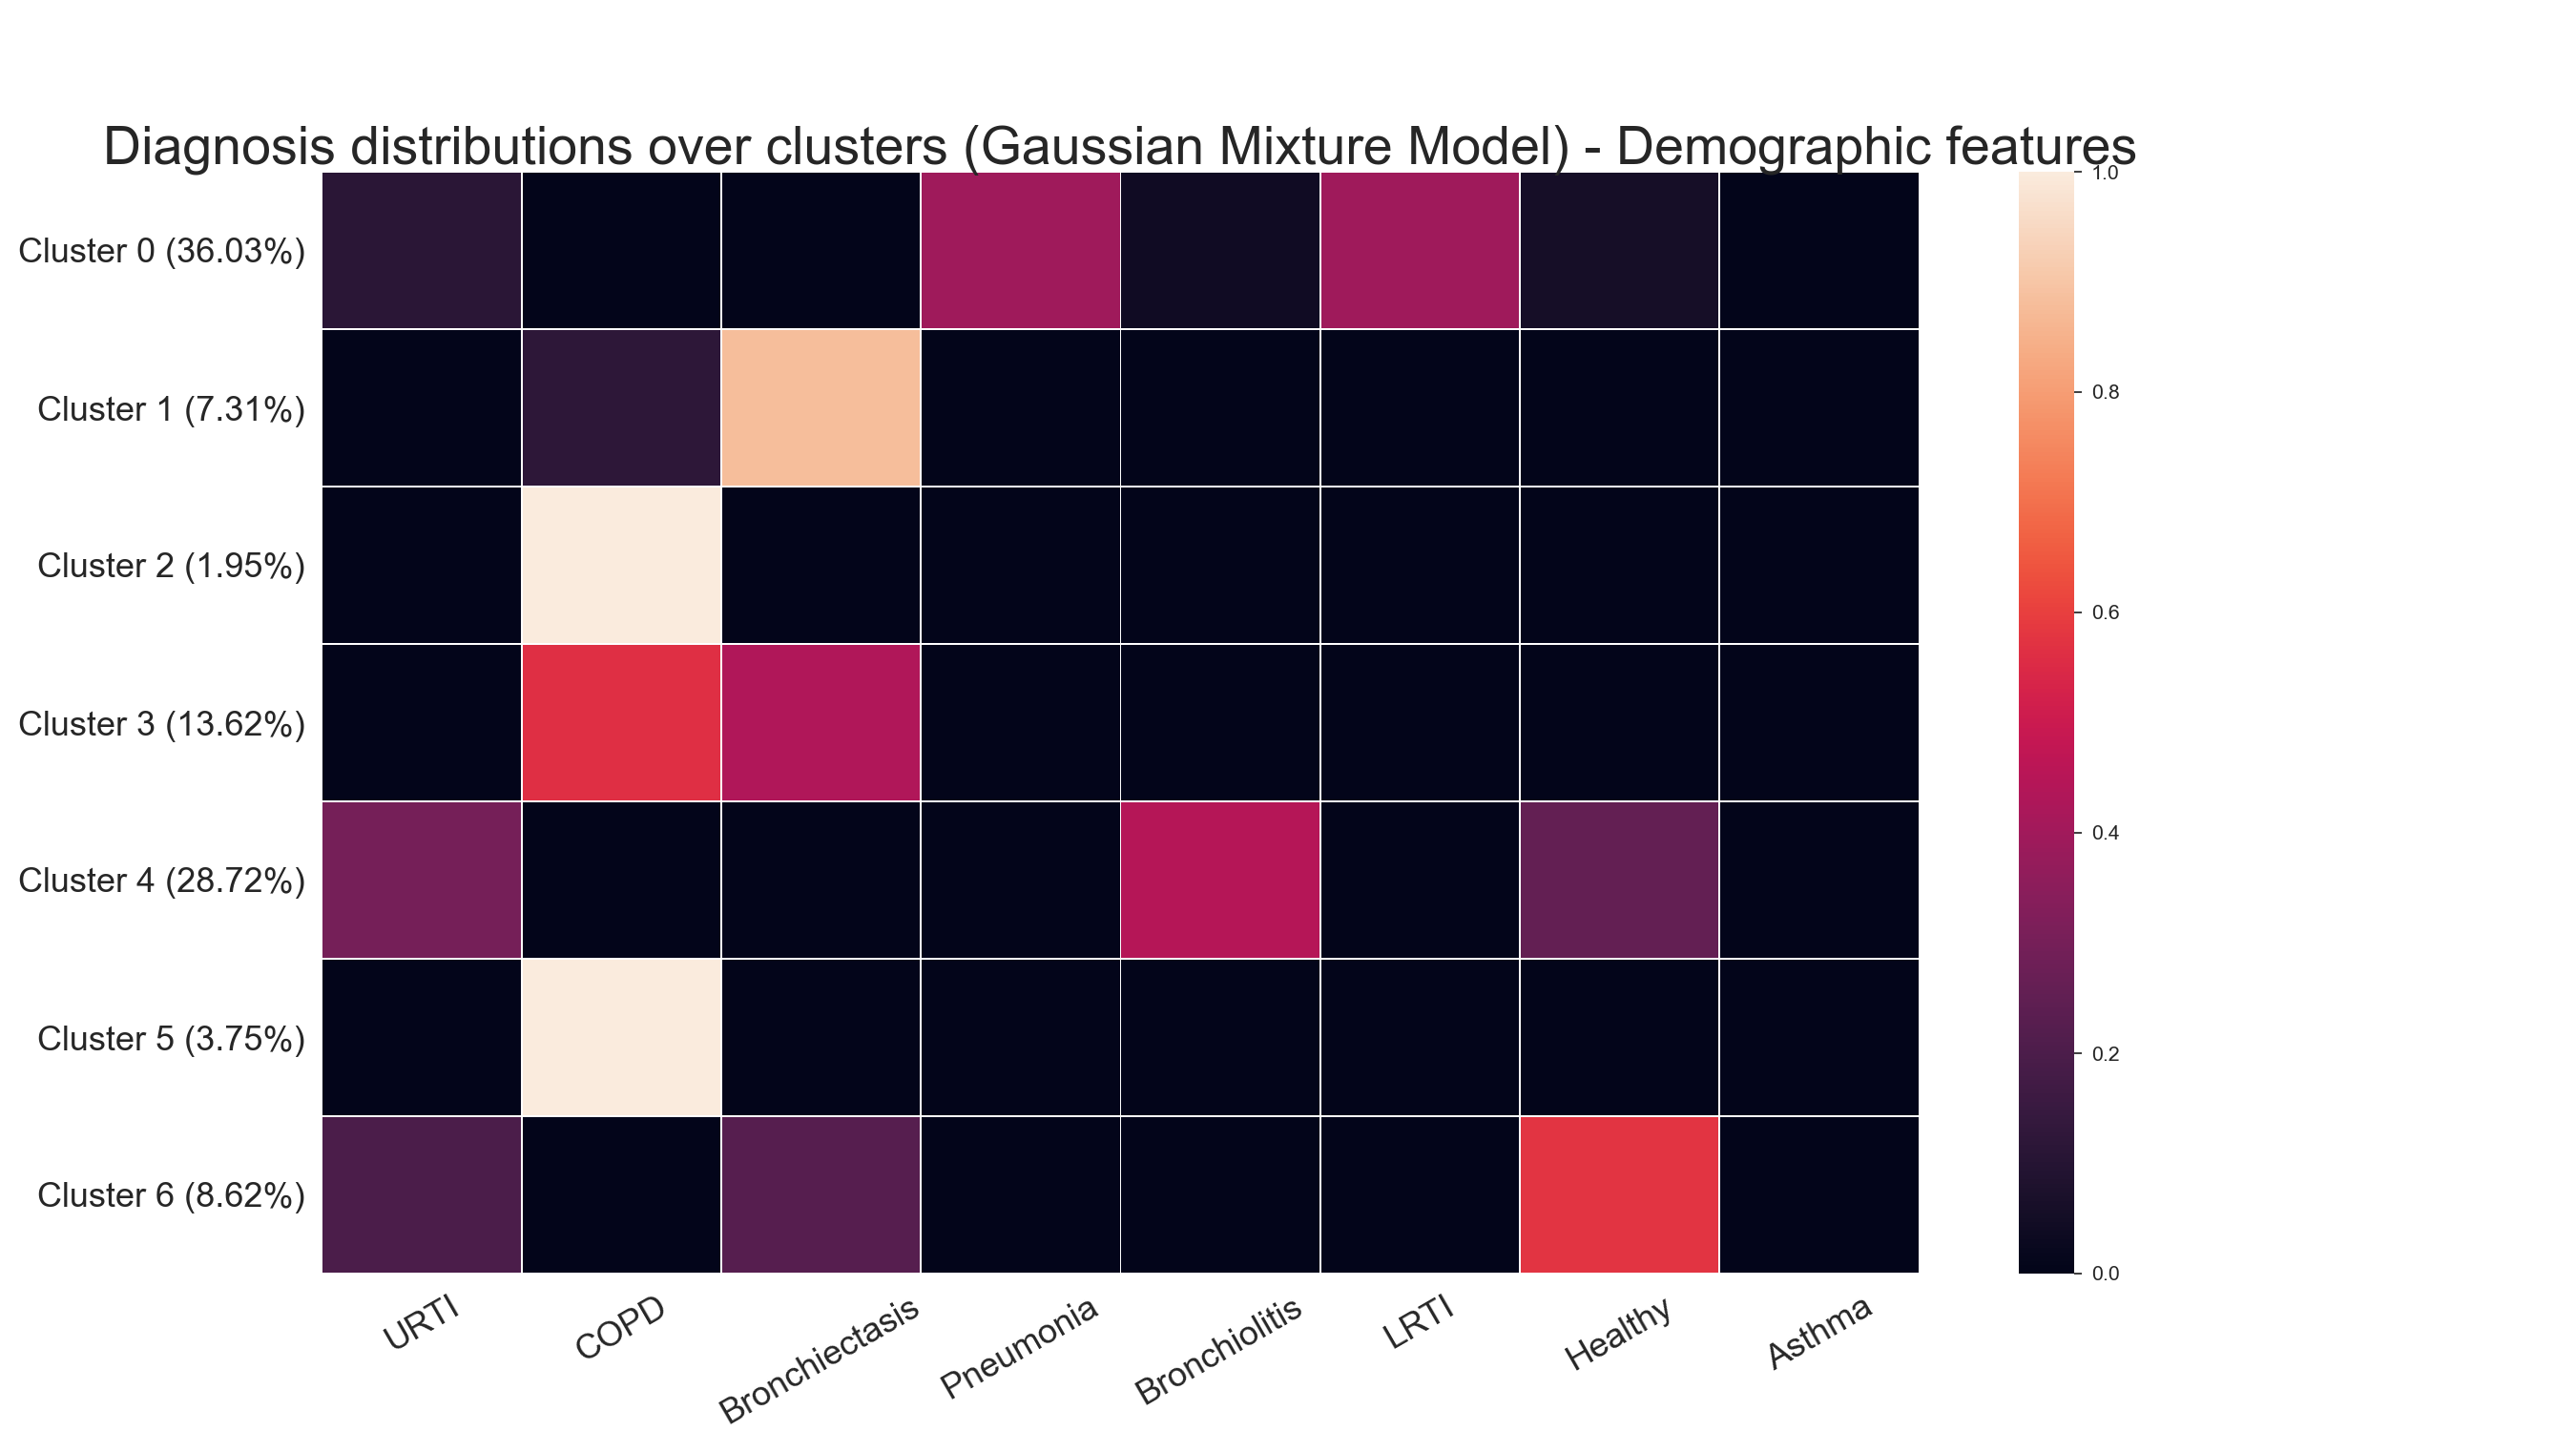 Diagnosis distributions over clusters (Gaussian Mixture Model) - Demographic features
Cluster 0 (36.03%)
Cluster 1 (7.31%)
Cluster 2 (1.95%)
Cluster 3 (13.62%)
Cluster 4 (28.72%)
Cluster 5 (3.75%)
Cluster 6 (8.62%)
URTI
COPD
Bronchiectasis
Pneumonia
Bronchiolitis
LRTI
Healthy
Asthma
1.0
0.8
0.6
0.4
0.2
0.0